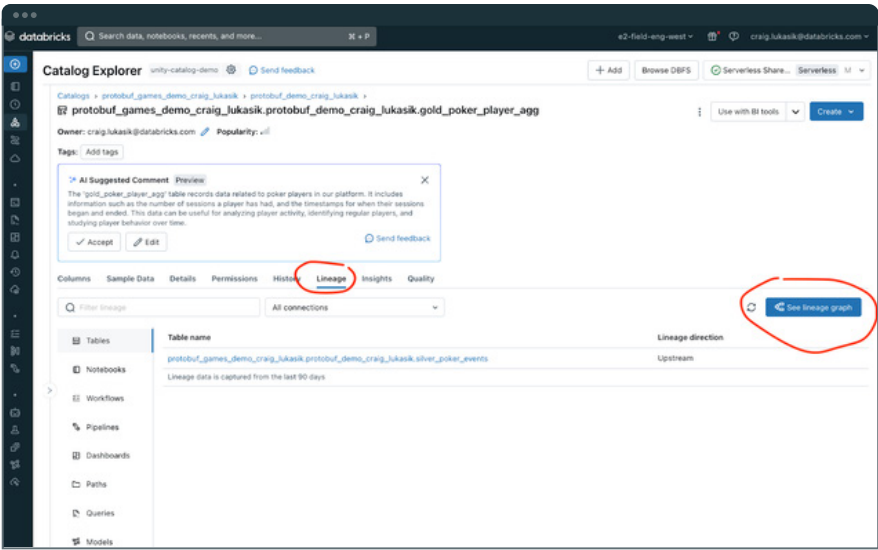 databricks
Search data, notebooks, recents, and more...
⌘ + P
e2-field-eng-west
craig.lukasik@databricks.com
Catalog Explorer
unity-catalog-demo
Send feedback
Add
Browse DBFS
Serverless Share... Serverless M
Catalogs › protobuf_games_demo_craig_lukasik › protobuf_demo_craig_lukasik ›
protobuf_games_demo_craig_lukasik.protobuf_demo_craig_lukasik.gold_poker_player_agg
Use with BI tools
Create
Owner: craig.lukasik@databricks.com Popularity:
Tags: Add tags
AI Suggested Comment Preview
The 'gold_poker_player_agg' table records data related to poker players in our platform. It includes
information such as the number of sessions a player has had, and the timestamps for when their sessions
began and ended. This data can be useful for analyzing player activity, identifying regular players, and
studying player behavior over time.
Accept
Edit
Send feedback
Columns Sample Data Details Permissions History Lineage Insights Quality
Filter lineage
All connections
See lineage graph
Tables
Notebooks
Workflows
Pipelines
Dashboards
Paths
Queries
Models
Table name Lineage direction
protobuf_games_demo_craig_lukasik.protobuf_demo_craig_lukasik.silver_poker_events Upstream
Lineage data is captured from the last 90 days